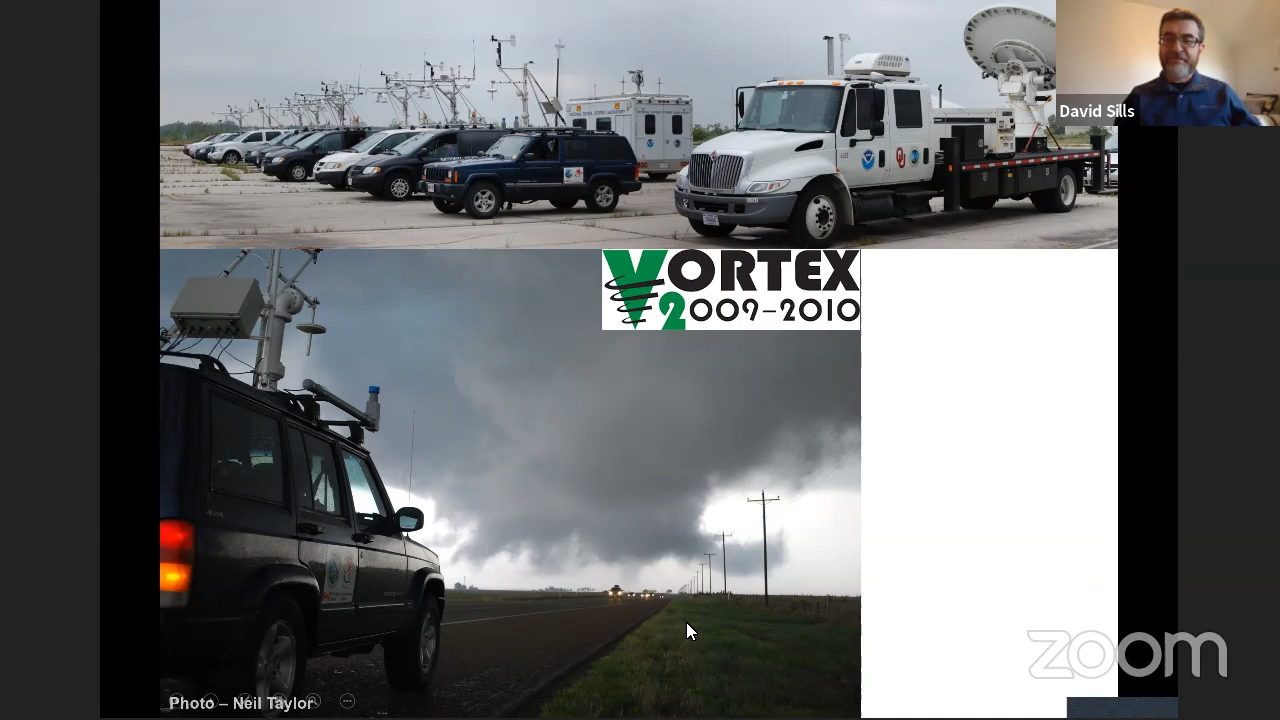 David Sills
VORTEX
2009-2010
zoom
Photo – Neil Taylor